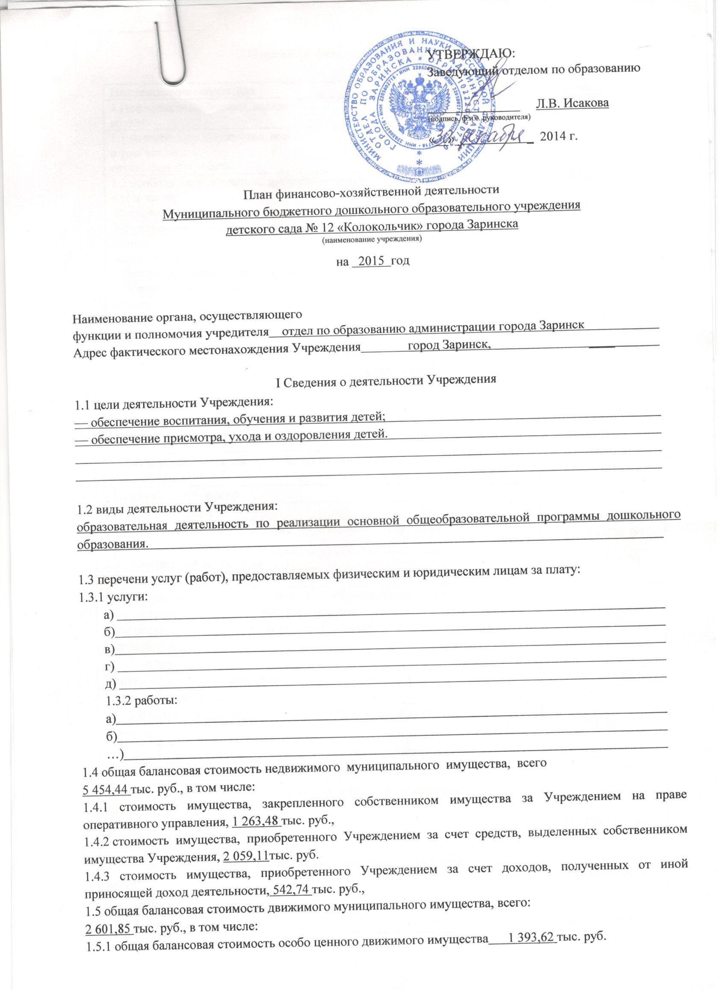 УТВЕРЖДАЮ:
Заведующий отделом по образованию
Л.В. Исакова
(подпись, ф.и.о. руководителя)
«30» декабря 2014 г.
МИНИСТЕРСТВО ОБРАЗОВАНИЯ И НАУКИ РОССИЙСКОЙ ФЕДЕРАЦИИ
ОТДЕЛ ПО ОБРАЗОВАНИЮ АДМИНИСТРАЦИИ
ГОРОДА ЗАРИНСКА * ОГРН
ИНН 2205002718
План финансово-хозяйственной деятельности
Муниципального бюджетного дошкольного образовательного учреждения
детского сада № 12 «Колокольчик» города Заринска
(наименование учреждения)
на 2015 год
Наименование органа, осуществляющего
функции и полномочия учредителя отдел по образованию администрации города Заринск
Адрес фактического местонахождения Учреждения город Заринск,
I Сведения о деятельности Учреждения
1.1 цели деятельности Учреждения:
— обеспечение воспитания, обучения и развития детей;
— обеспечение присмотра, ухода и оздоровления детей.
1.2 виды деятельности Учреждения:
образовательная деятельность по реализации основной общеобразовательной программы дошкольного
образования.
1.3 перечени услуг (работ), предоставляемых физическим и юридическим лицам за плату:
1.3.1 услуги:
а)
б)
в)
г)
д)
1.3.2 работы:
а)
б)
…)
1.4 общая балансовая стоимость недвижимого муниципального имущества, всего
5 454,44 тыс. руб., в том числе:
1.4.1 стоимость имущества, закрепленного собственником имущества за Учреждением на праве
оперативного управления, 1 263,48 тыс. руб.,
1.4.2 стоимость имущества, приобретенного Учреждением за счет средств, выделенных собственником
имущества Учреждения, 2 059,11тыс. руб.
1.4.3 стоимость имущества, приобретенного Учреждением за счет доходов, полученных от иной
приносящей доход деятельности, 542,74 тыс. руб.,
1.5 общая балансовая стоимость движимого муниципального имущества, всего:
2 601,85 тыс. руб., в том числе:
1.5.1 общая балансовая стоимость особо ценного движимого имущества 1 393,62 тыс. руб.